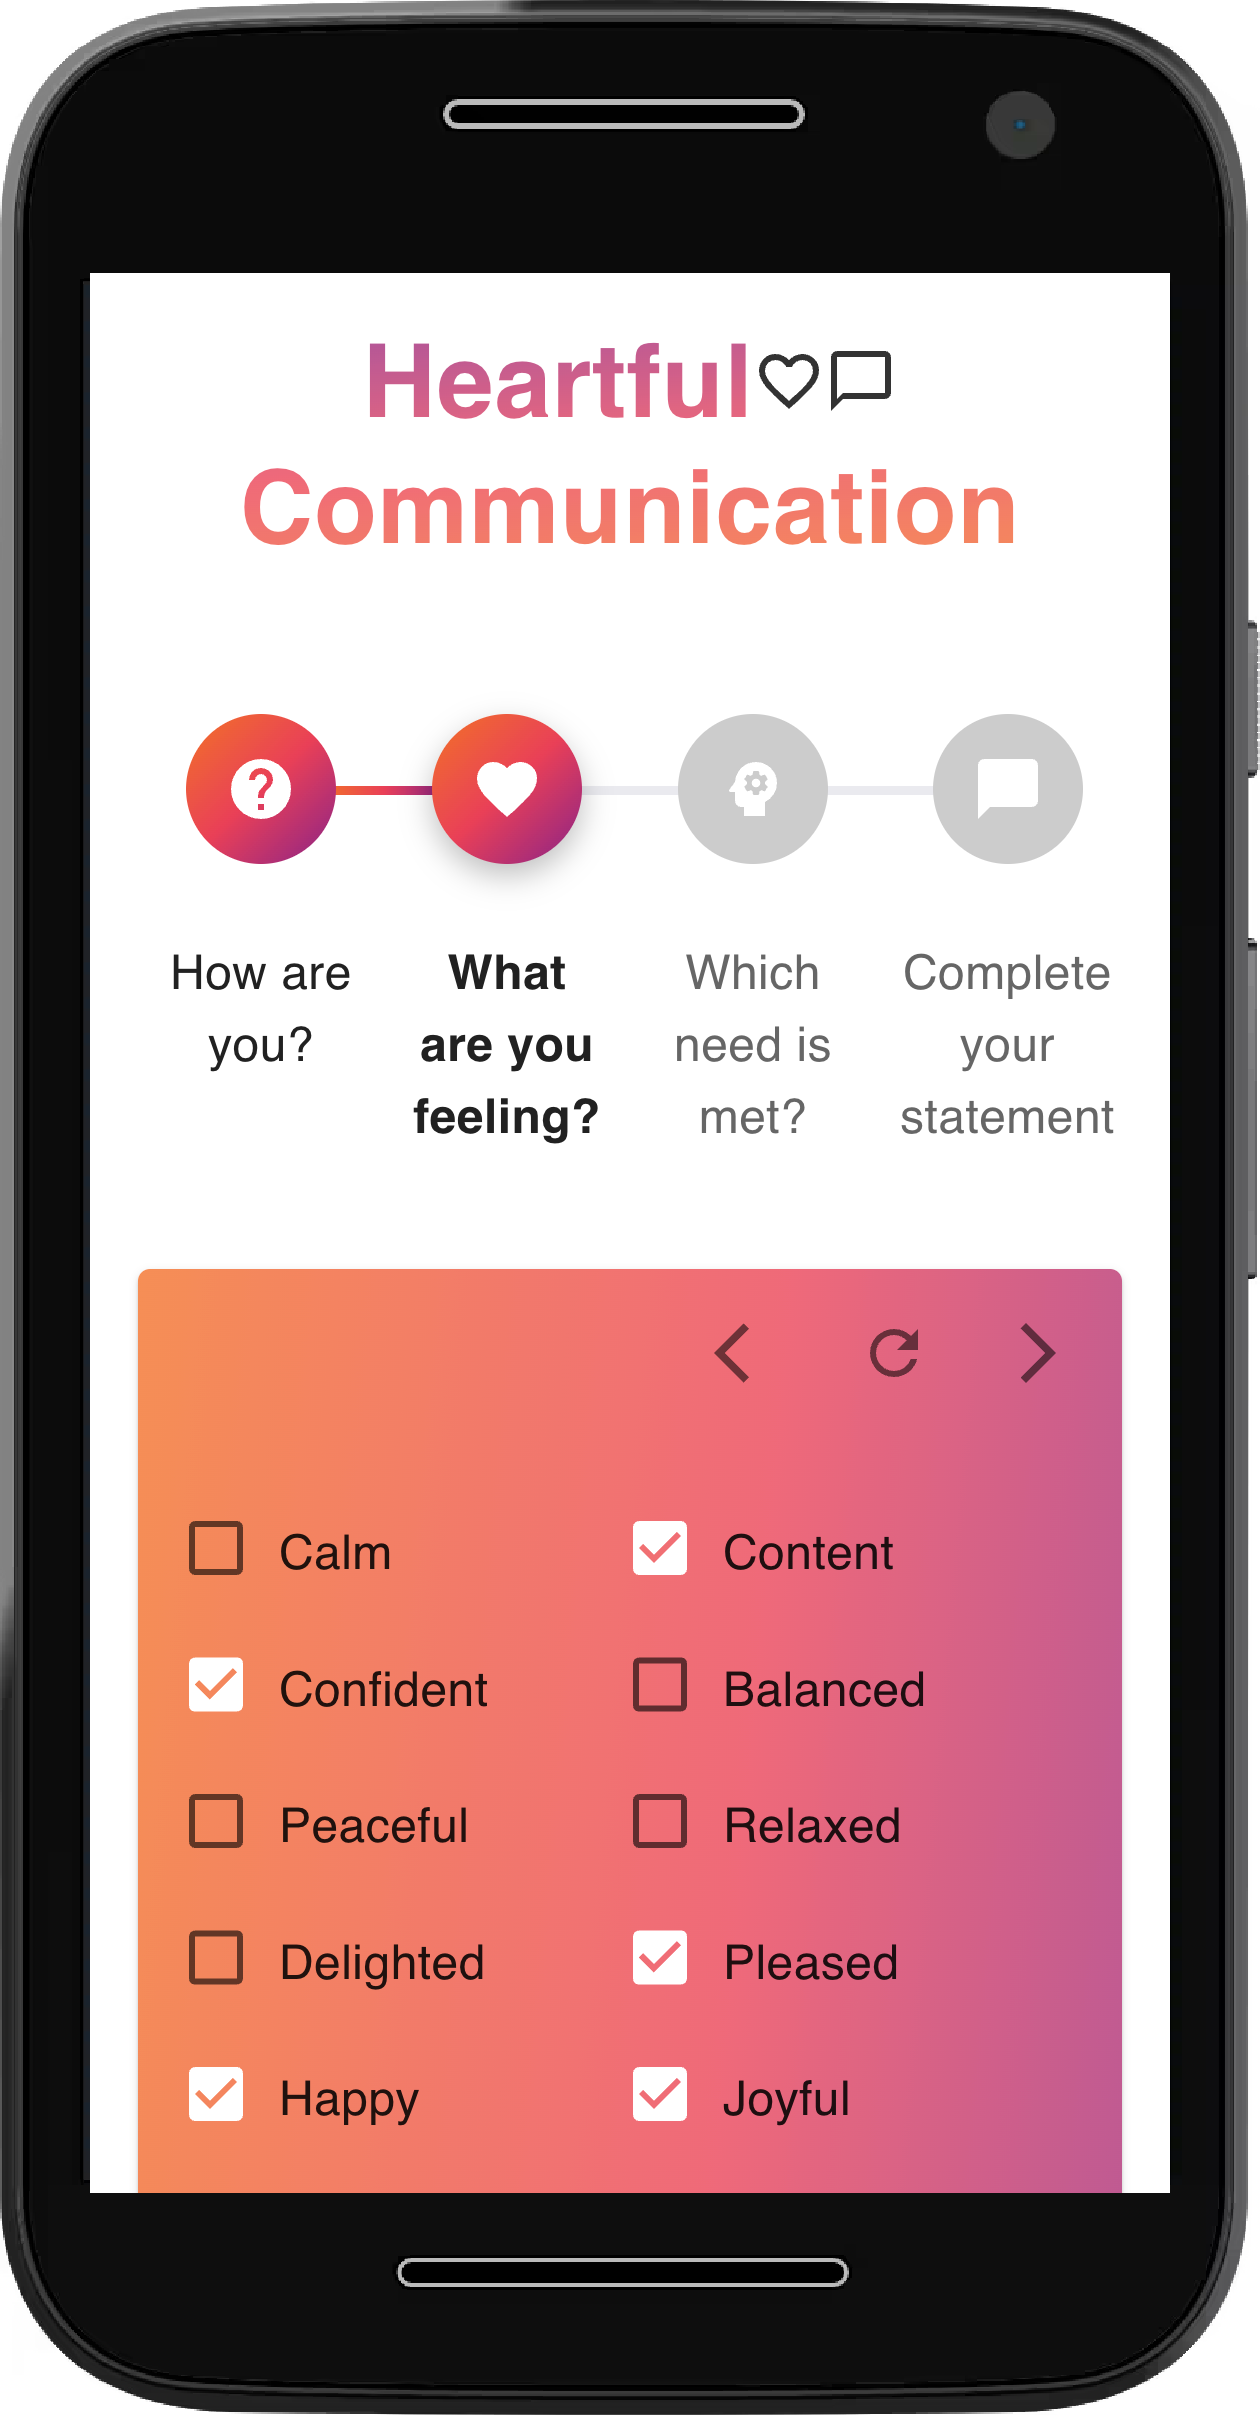 Heartful
Communication
How are
you?
What
are you
feeling?
Which
need is
met?
Complete
your
statement
Calm
Content
Confident
Balanced
Peaceful
Relaxed
Delighted
Pleased
Happy
Joyful